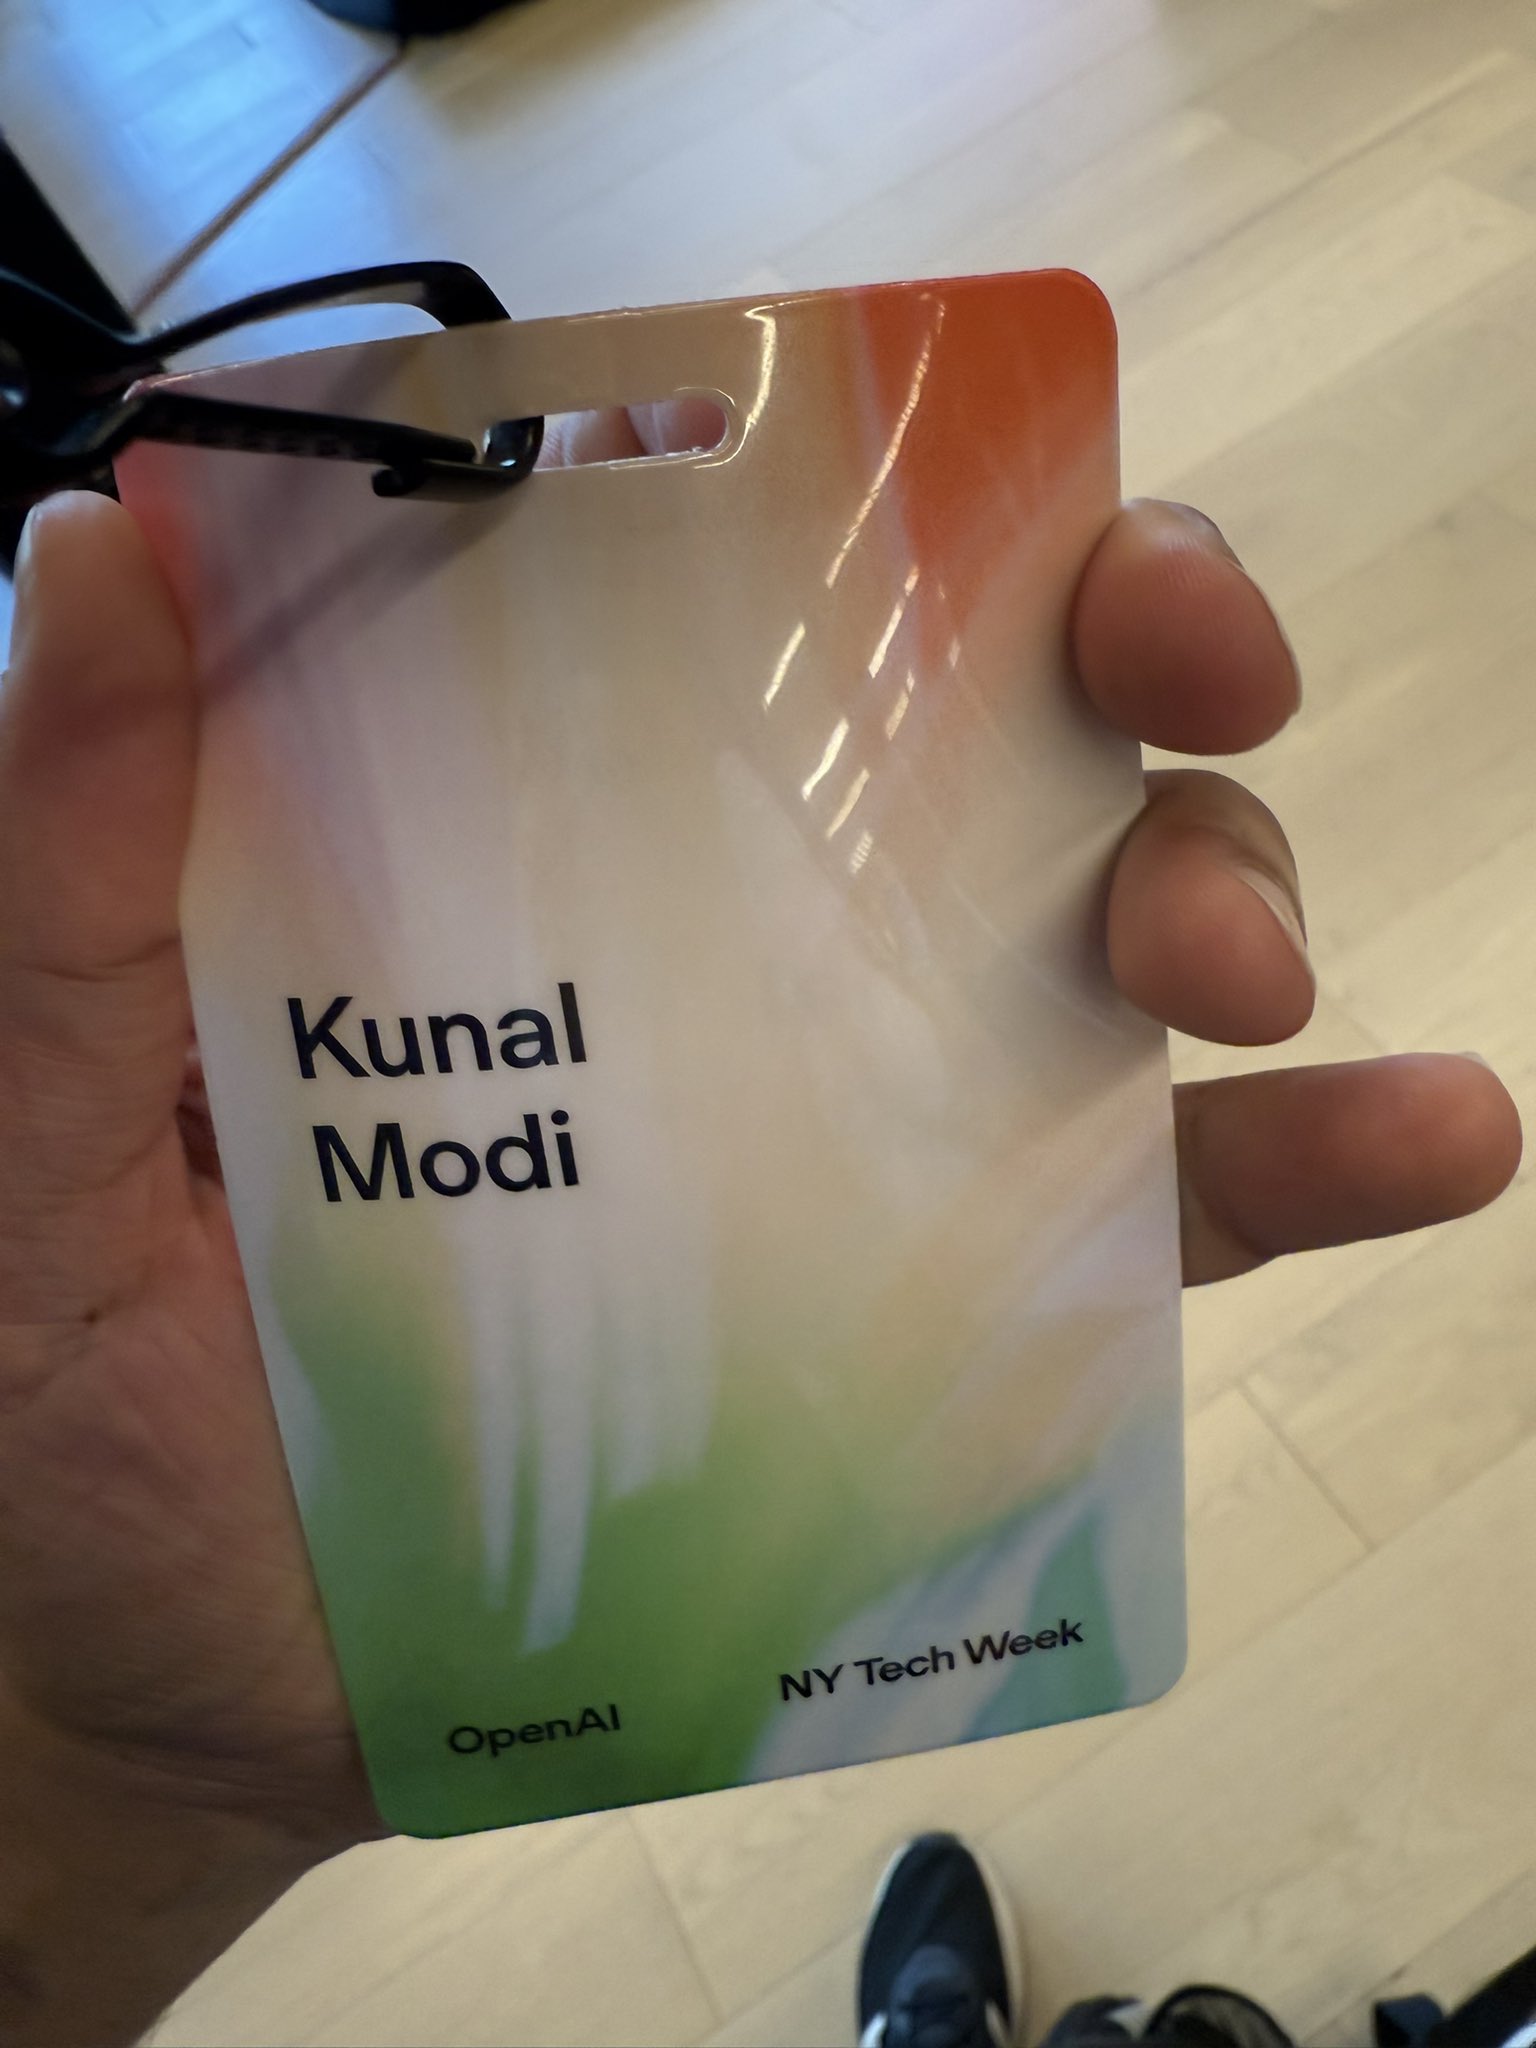 Kunal
Modi
OpenAI
NY Tech Week